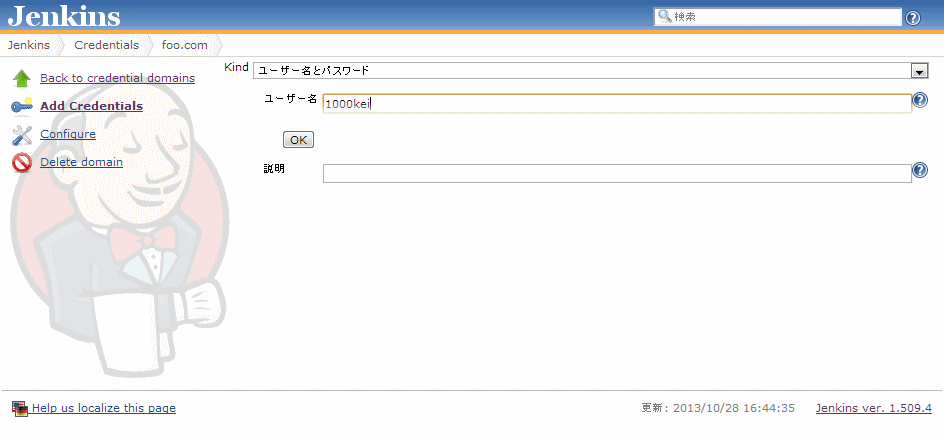 Jenkins
検索
Jenkins
Credentials
foo.com
Back to credential domains
Add Credentials
Configure
Delete domain
Kind
ユーザー名とパスワード
ユーザー名
1000kei
OK
説明
Help us localize this page
更新: 2013/10/28 16:44:35
Jenkins ver. 1.509.4